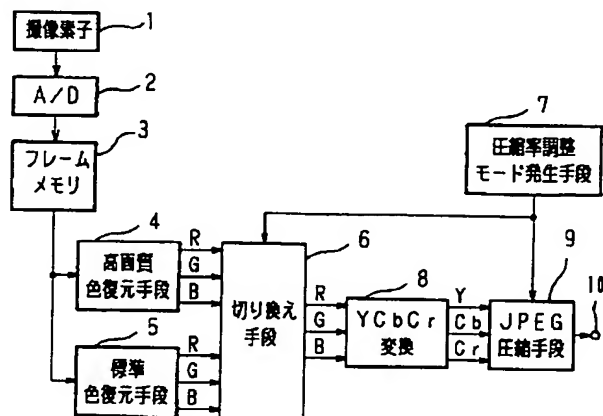 1
撮像素子
2
A/D
3
フレーム
メモリ
4
高画質
色復元手段
R
G
B
5
標準
色復元手段
R
G
B
6
切り換え
手段
R
G
B
7
圧縮率調整
モード発生手段
8
YCbCr
変換
Y
Cb
Cr
9
JPEG
圧縮手段
10